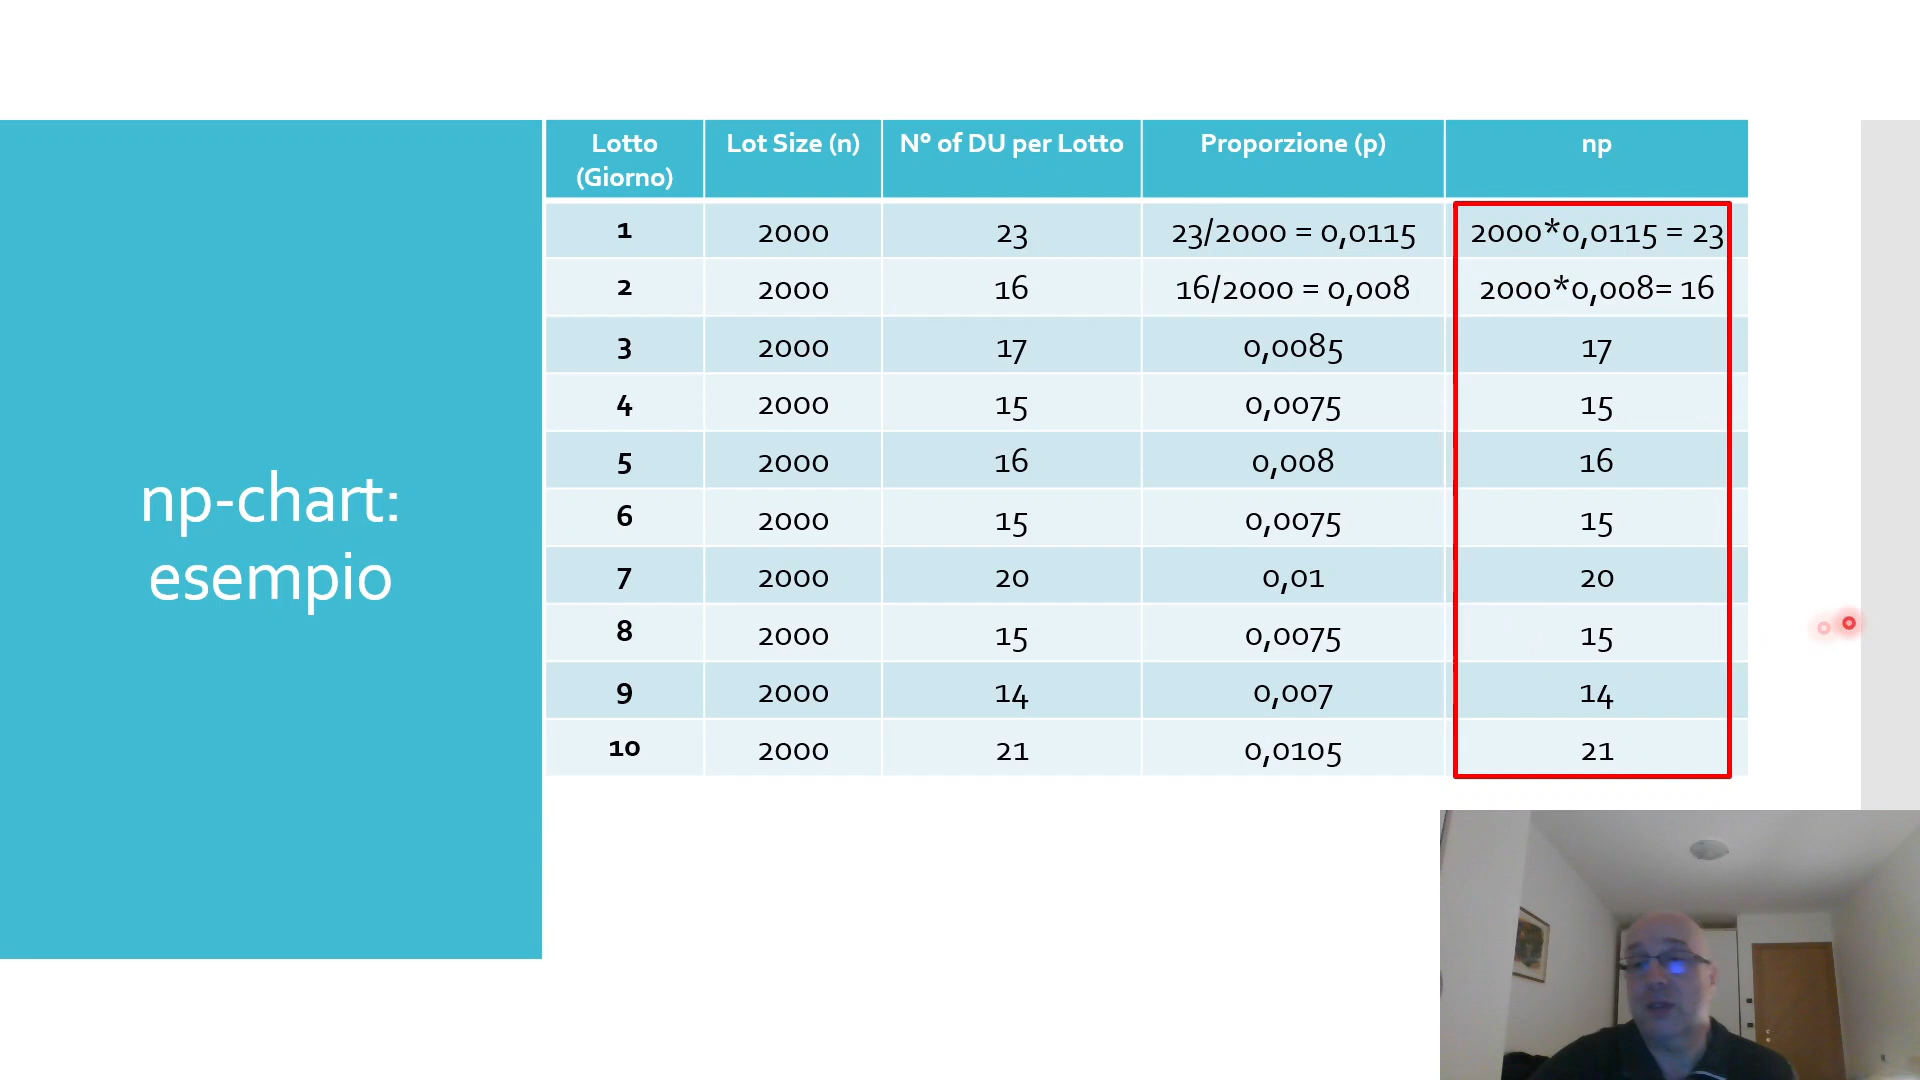 np-chart:
esempio
Lotto (Giorno) Lot Size (n) N° of DU per Lotto Proporzione (p) np
1 2000 23 23/2000 = 0,0115 2000*0,0115 = 23
2 2000 16 16/2000 = 0,008 2000*0,008= 16
3 2000 17 0,0085 17
4 2000 15 0,0075 15
5 2000 16 0,008 16
6 2000 15 0,0075 15
7 2000 20 0,01 20
8 2000 15 0,0075 15
9 2000 14 0,007 14
10 2000 21 0,0105 21